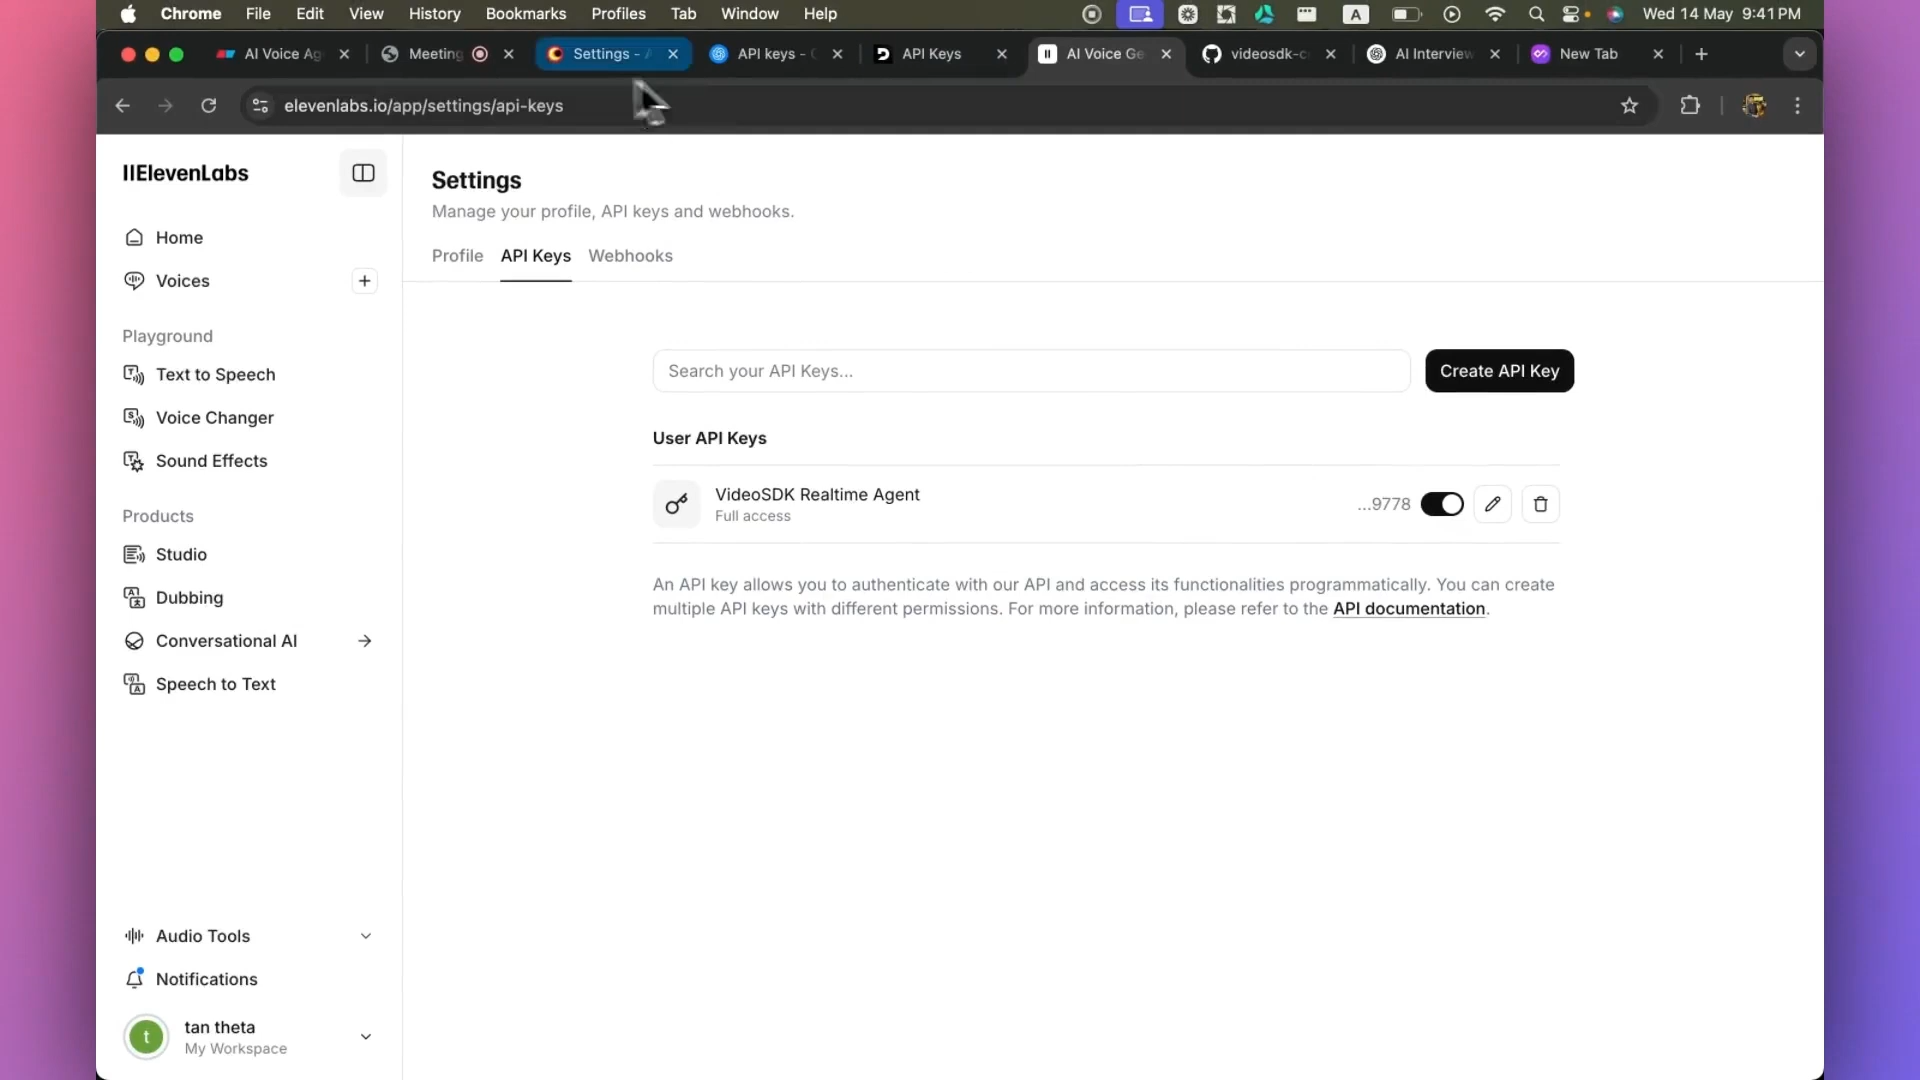 Chrome File Edit View History Bookmarks Profiles Tab Window Help A Wed 14 May 9:41 PM
AI Voice Ag Meeting Settings - API keys - API Keys AI Voice Ge videosdk-c AI Interview New Tab
elevenlabs.io/app/settings/api-keys
IIElevenLabs
Home
Voices
Playground
Text to Speech
Voice Changer
Sound Effects
Products
Studio
Dubbing
Conversational AI
Speech to Text
Audio Tools
Notifications
t
tan theta
My Workspace
Settings
Manage your profile, API keys and webhooks.
Profile API Keys Webhooks
Search your API Keys...
Create API Key
User API Keys
VideoSDK Realtime Agent
Full access
...9778
An API key allows you to authenticate with our API and access its functionalities programmatically. You can create
multiple API keys with different permissions. For more information, please refer to the API documentation.